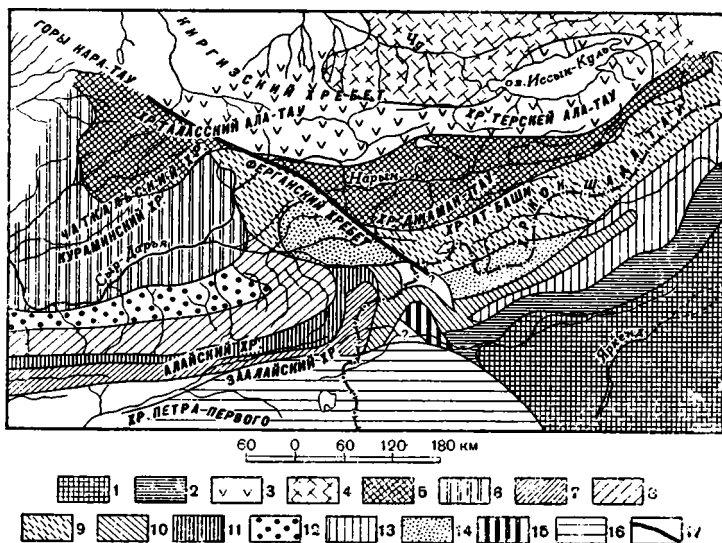 ГОРЫ КАРА-ТАУ
КИРГИЗСКИЙ ХРЕБЕТ
Чу
оз. Иссык-Куль
ХР. ТАЛАССКИЙ АЛА-ТАУ
ХР. ТЕРСКЕЙ АЛА-ТАУ
ЧАТКАЛЬСКИЙ ХР.
КУРАМИНСКИЙ ХР.
ФЕРГАНСКИЙ ХРЕБЕТ
Нарын
ХР. ДЖАМАН-ТАУ
ХР. АТ-БАШИ
Сыр-Дарья
АЛАЙСКИЙ ХР.
ЗААЛАЙСКИЙ ХР.
ХР. ПЕТРА-ПЕРВОГО
?
60 0 60 120 180 км
1 2 3 4 5 6 7 8
9 10 11 12 13 14 15 16 17